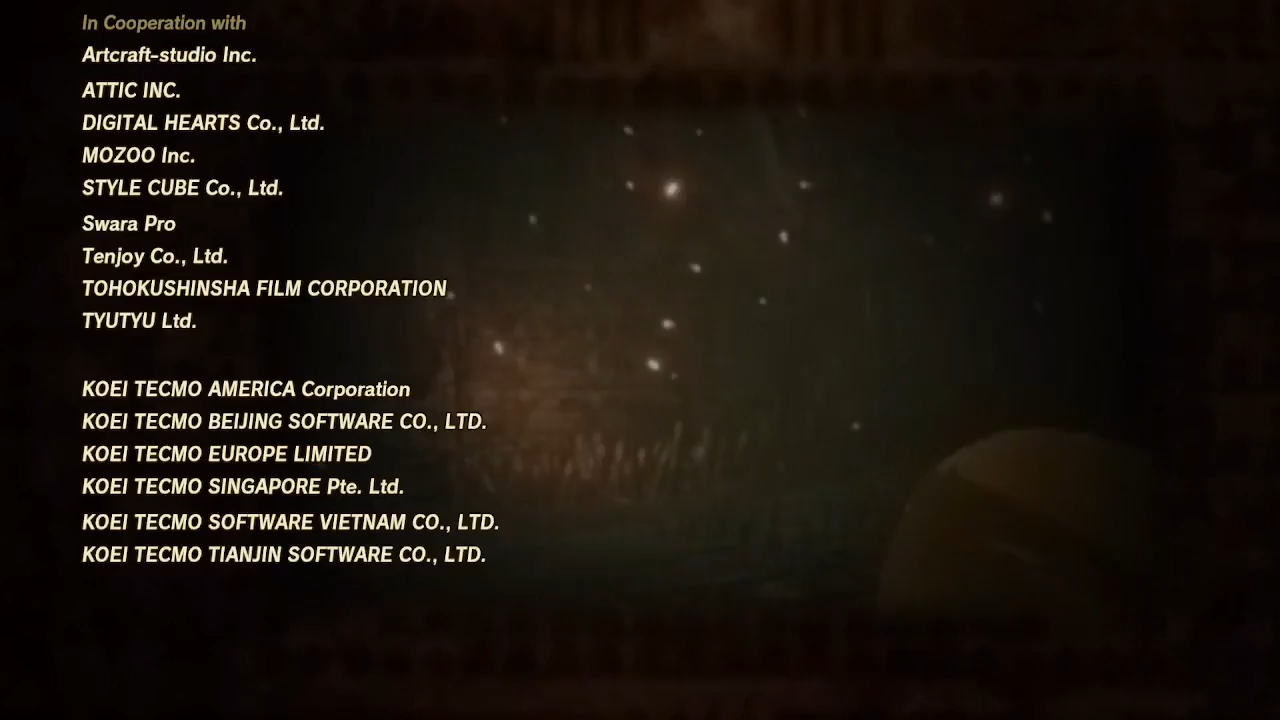 In Cooperation with
Artcraft-studio Inc.
ATTIC INC.
DIGITAL HEARTS Co., Ltd.
MOZOO Inc.
STYLE CUBE Co., Ltd.
Swara Pro
Tenjoy Co., Ltd.
TOHOKUSHINSHA FILM CORPORATION
TYUTYU Ltd.
KOEI TECMO AMERICA Corporation
KOEI TECMO BEIJING SOFTWARE CO., LTD.
KOEI TECMO EUROPE LIMITED
KOEI TECMO SINGAPORE Pte. Ltd.
KOEI TECMO SOFTWARE VIETNAM CO., LTD.
KOEI TECMO TIANJIN SOFTWARE CO., LTD.